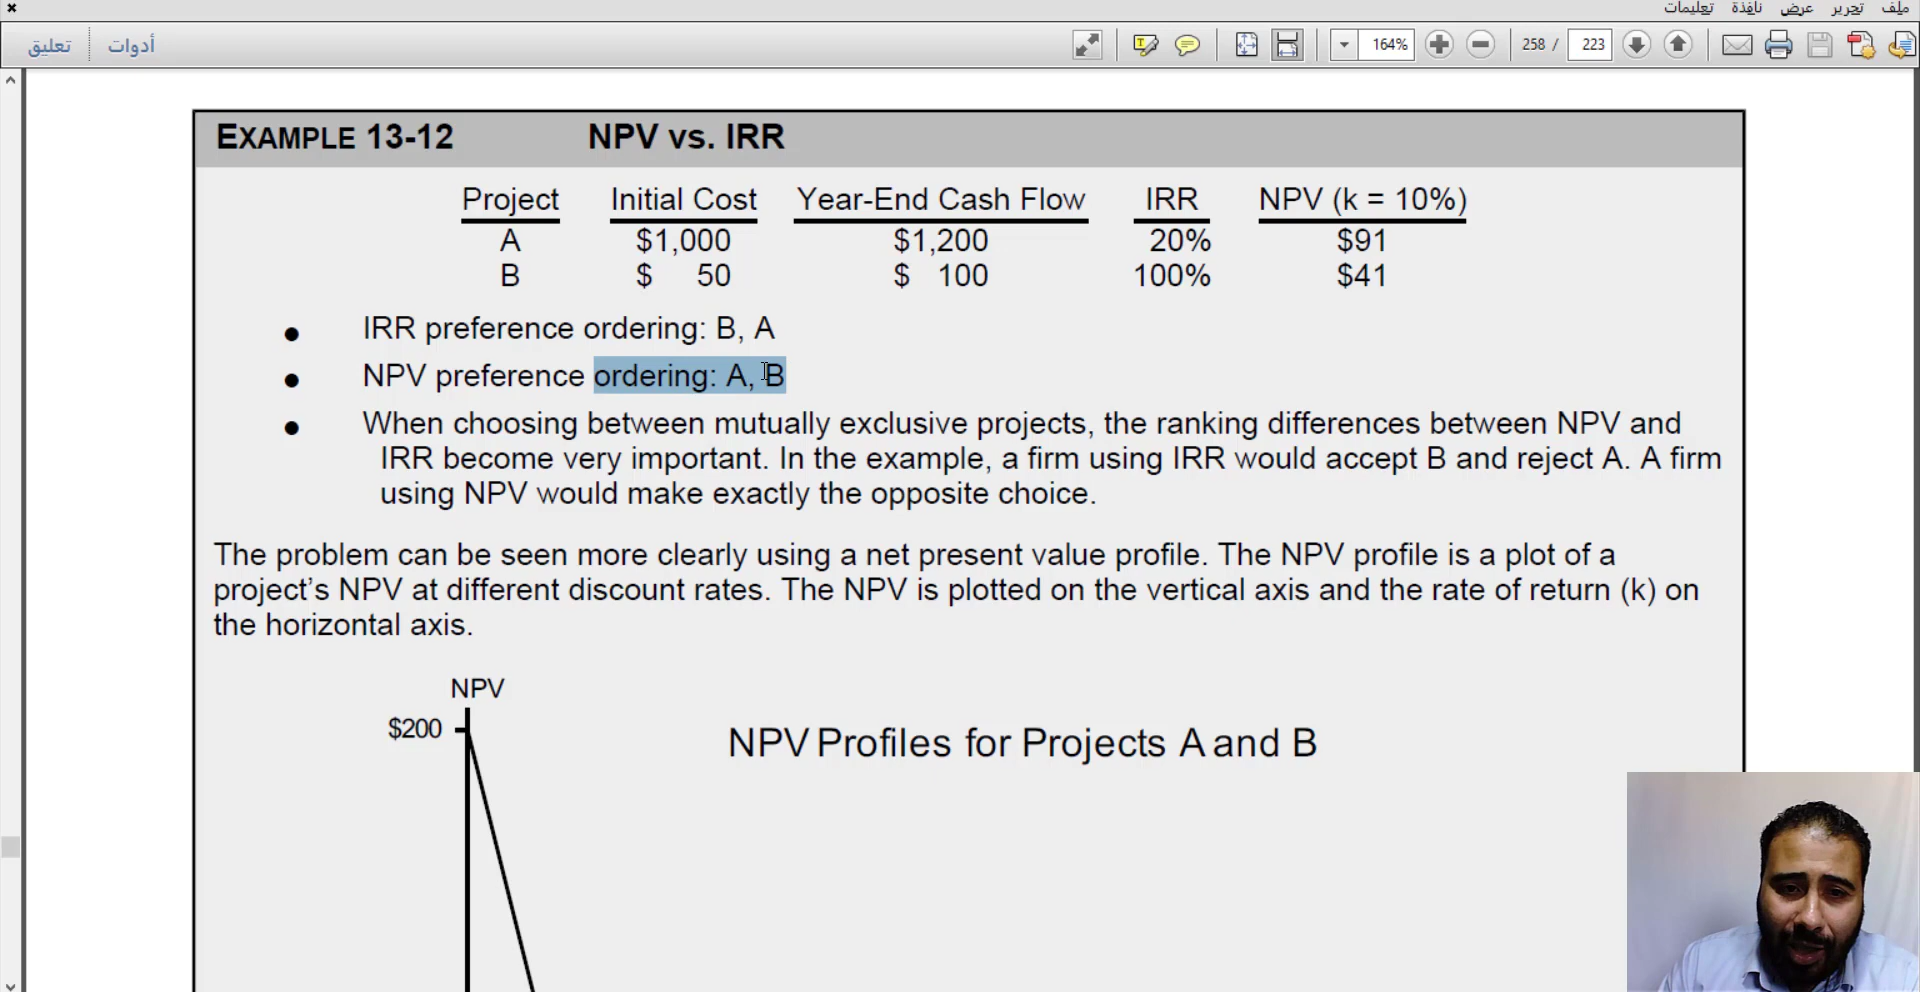 ملف تحرير عرض نافذة تعليمات
164% 258 / 223 أدوات تعليق
EXAMPLE 13-12 NPV vs. IRR
Project Initial Cost Year-End Cash Flow IRR NPV (k = 10%)
A $1,000 $1,200 20% $91
B $ 50 $ 100 100% $41
● IRR preference ordering: B, A
● NPV preference ordering: A, B
● When choosing between mutually exclusive projects, the ranking differences between NPV and
IRR become very important. In the example, a firm using IRR would accept B and reject A. A firm
using NPV would make exactly the opposite choice.
The problem can be seen more clearly using a net present value profile. The NPV profile is a plot of a
project’s NPV at different discount rates. The NPV is plotted on the vertical axis and the rate of return (k) on
the horizontal axis.
NPV
$200
NPV Profiles for Projects A and B